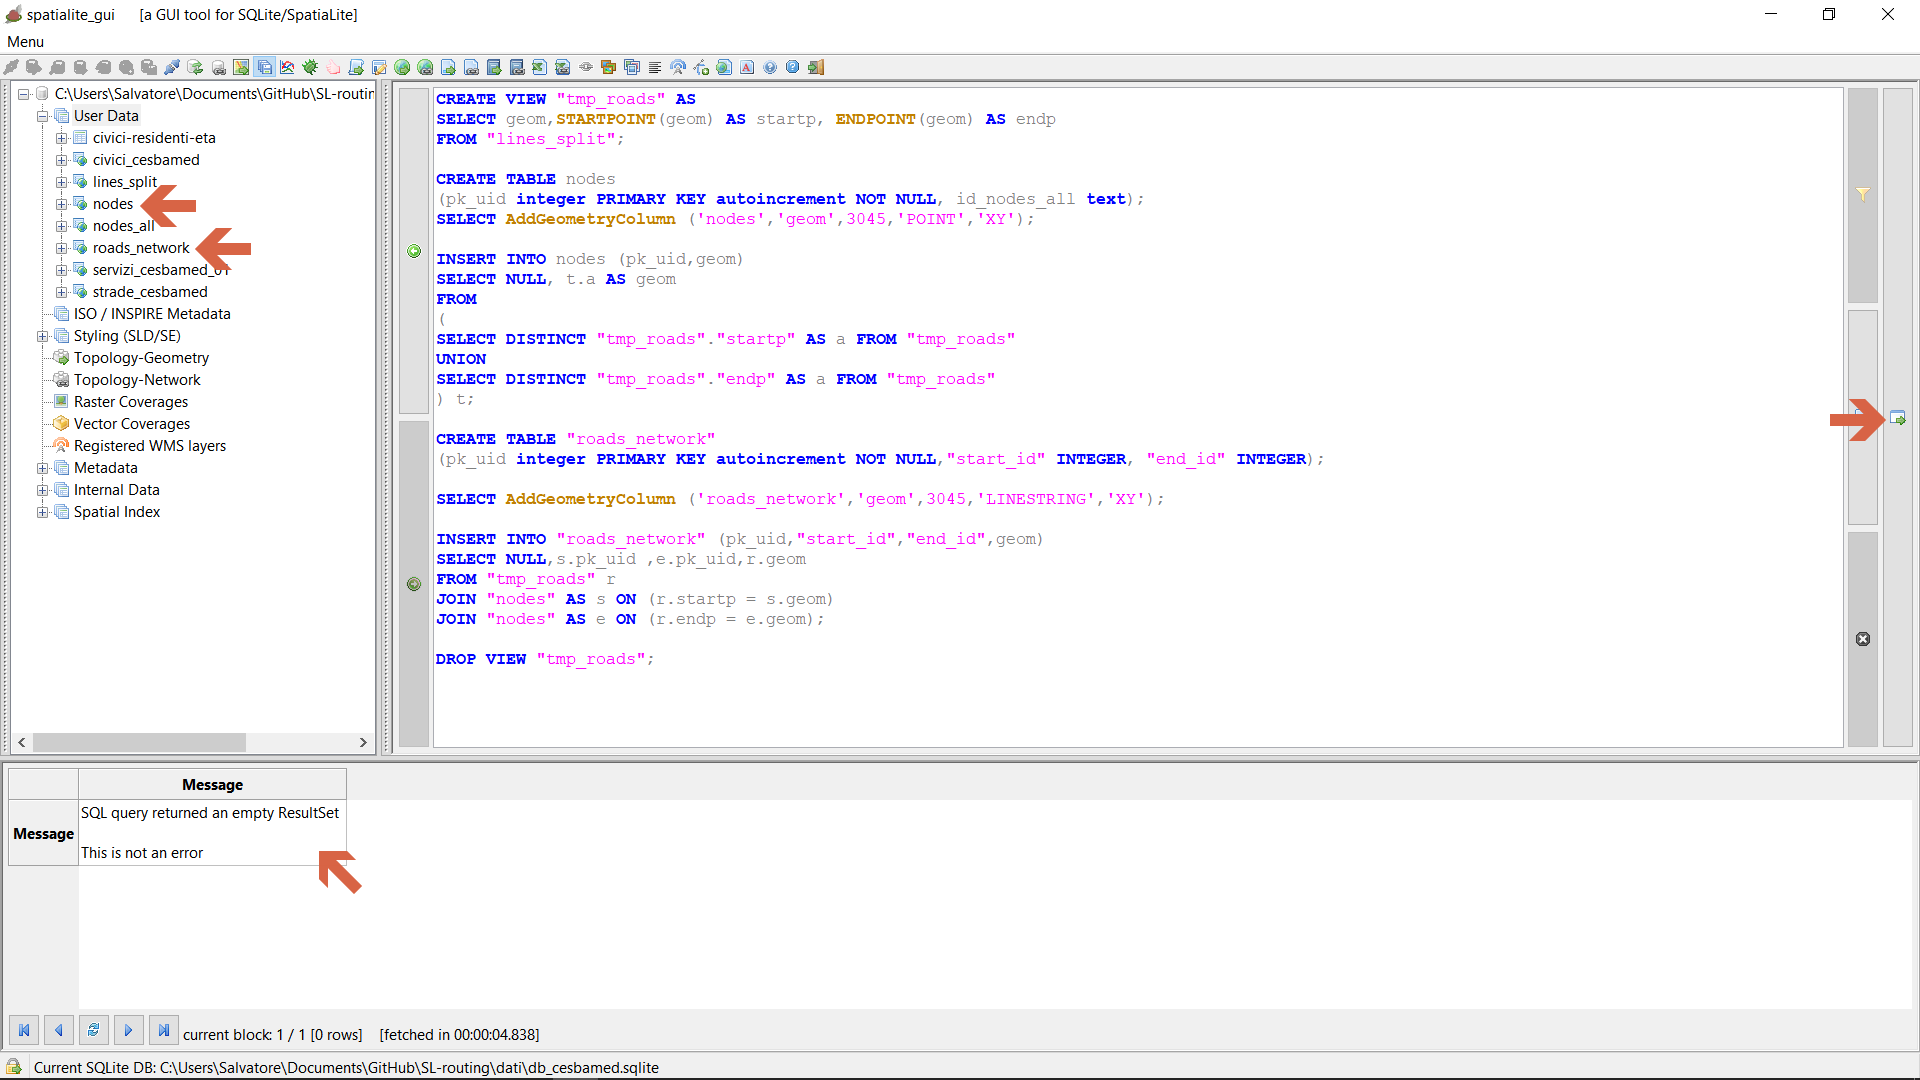 spatialite_gui [a GUI tool for SQLite/SpatiaLite]
Menu
C:\Users\Salvatore\Documents\GitHub\SL-routin
User Data
civici-residenti-eta
civici_cesbamed
lines_split
nodes
nodes_all
roads_network
servizi_cesbamed_01
strade_cesbamed
ISO / INSPIRE Metadata
Styling (SLD/SE)
Topology-Geometry
Topology-Network
Raster Coverages
Vector Coverages
Registered WMS layers
Metadata
Internal Data
Spatial Index
CREATE VIEW "tmp_roads" AS
SELECT geom,STARTPOINT(geom) AS startp, ENDPOINT(geom) AS endp
FROM "lines_split";
CREATE TABLE nodes
(pk_uid integer PRIMARY KEY autoincrement NOT NULL, id_nodes_all text);
SELECT AddGeometryColumn ('nodes','geom',3045,'POINT','XY');
INSERT INTO nodes (pk_uid,geom)
SELECT NULL, t.a AS geom
FROM
(
SELECT DISTINCT "tmp_roads"."startp" AS a FROM "tmp_roads"
UNION
SELECT DISTINCT "tmp_roads"."endp" AS a FROM "tmp_roads"
) t;
CREATE TABLE "roads_network"
(pk_uid integer PRIMARY KEY autoincrement NOT NULL,"start_id" INTEGER, "end_id" INTEGER);
SELECT AddGeometryColumn ('roads_network','geom',3045,'LINESTRING','XY');
INSERT INTO "roads_network" (pk_uid,"start_id","end_id",geom)
SELECT NULL,s.pk_uid ,e.pk_uid,r.geom
FROM "tmp_roads" r
JOIN "nodes" AS s ON (r.startp = s.geom)
JOIN "nodes" AS e ON (r.endp = e.geom);
DROP VIEW "tmp_roads";
Message
Message
SQL query returned an empty ResultSet
This is not an error
current block: 1 / 1 [0 rows] [fetched in 00:00:04.838]
Current SQLite DB: C:\Users\Salvatore\Documents\GitHub\SL-routing\dati\db_cesbamed.sqlite